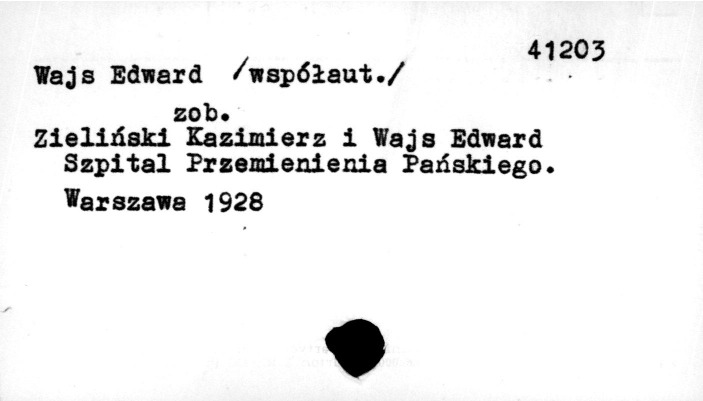 41203
Wajs Edward /współaut./
zob.
Zieliński Kazimierz i Wajs Edward
Szpital Przemienienia Pańskiego.
Warszawa 1928